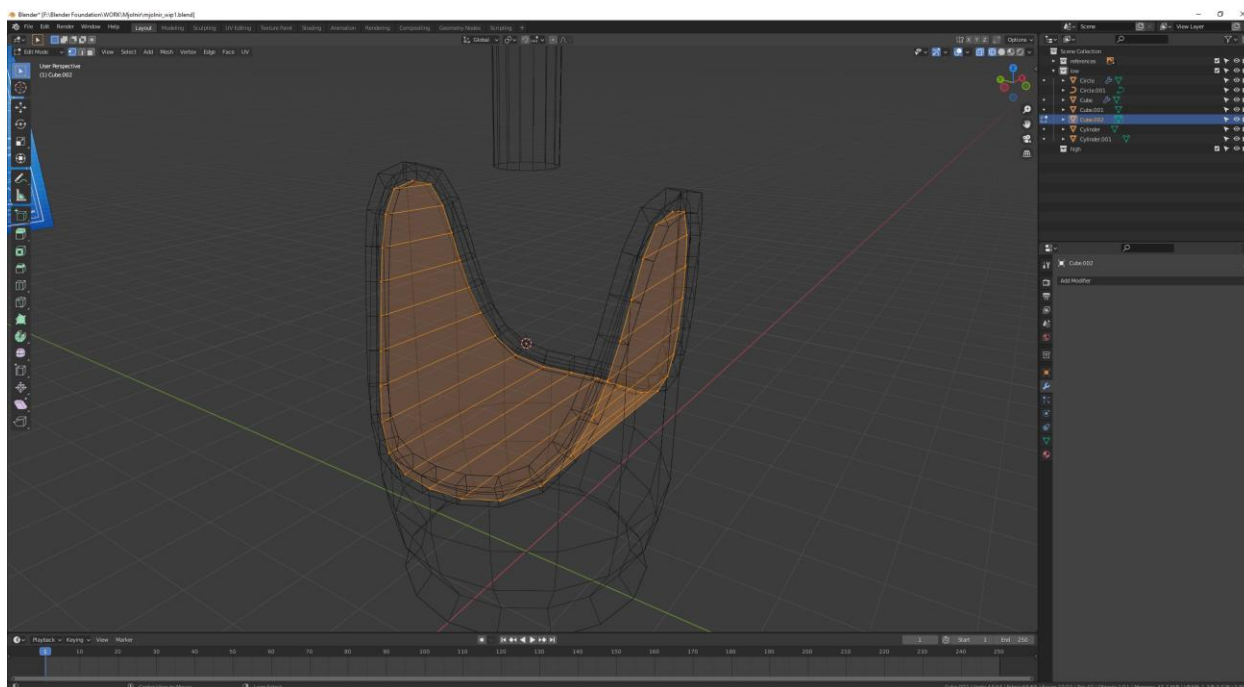 Blender* [F:\Blender Foundation\WORK\Mjolnir\mjolnir_wip1.blend]
File Edit Render Window Help Layout Modeling Sculpting UV Editing Texture Paint Shading Animation Rendering Compositing Geometry Nodes Scripting + Scene View Layer
Global Options
Edit Mode View Select Add Mesh Vertex Edge Face UV
User Perspective
(1) Cube.002
Scene Collection
references
low
Circle
Circle.001
Cube
Cube.001
Cube.002
Cylinder
Cylinder.001
high
Cube.002
Add Modifier
Playback Keying View Marker 1 Start 1 End 250
1 10 20 30 40 50 60 70 80 90 100 110 120 130 140 150 160 170 180 190 200 210 220 230 240 250